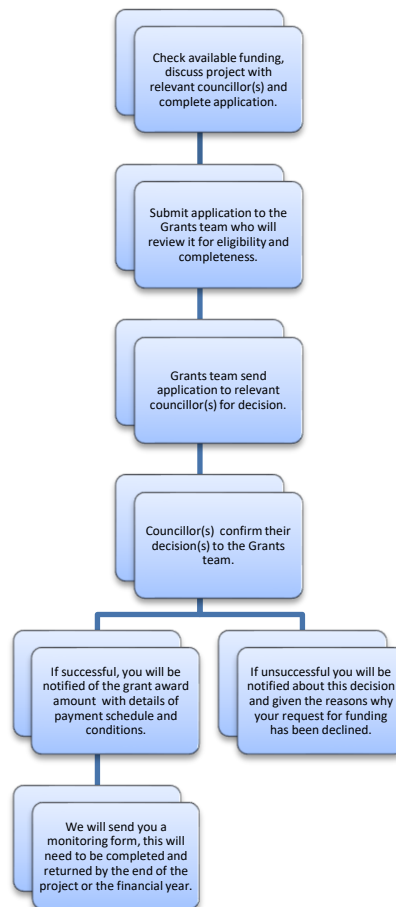 Check available funding,
discuss project with
relevant councillor(s) and
complete application.
Submit application to the
Grants team who will
review it for eligibility and
completeness.
Grants team send
application to relevant
councillor(s) for decision.
Councillor(s) confirm their
decision(s) to the Grants
team.
If successful, you will be
notified of the grant award
amount with details of
payment schedule and
conditions.
If unsuccessful you will be
notified about this decision
and given the reasons why
your request for funding
has been declined.
We will send you a
monitoring form, this will
need to be completed and
returned by the end of the
project or the financial year.